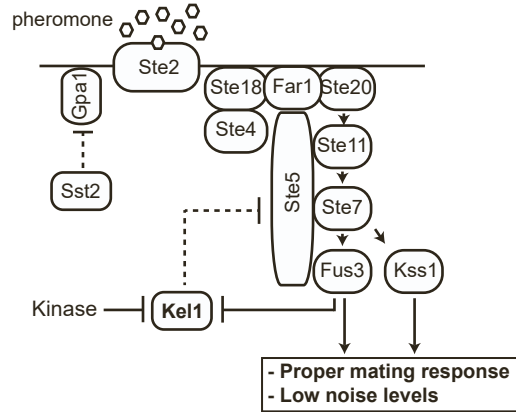 pheromone
Ste2
Gpa1
Ste18
Far1
Ste20
Ste4
Ste11
Sst2
Ste5
Ste7
Fus3
Kss1
Kinase
Kel1
- Proper mating response
- Low noise levels